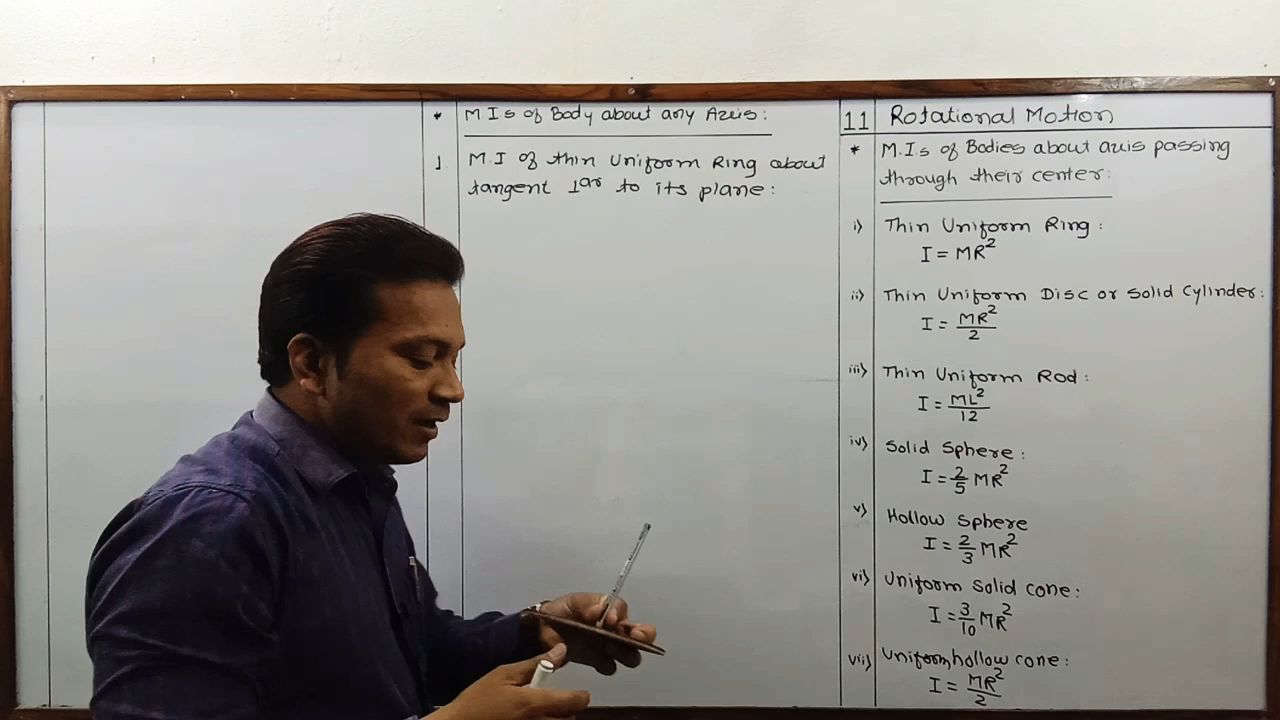 * M I s of Body about any Axis:
1. M.I of thin Uniform Ring about
tangent ⊥ar to its plane:
11 Rotational Motion
* M.I.s of Bodies about axis passing
through their center:
i) Thin Uniform Ring:
I = MR²
ii) Thin Uniform Disc or Solid Cylinder:
I = MR²/2
iii) Thin Uniform Rod:
I = ML²/12
iv) Solid Sphere:
I = 2/5 MR²
v) Hollow Sphere
I = 2/3 MR²
vi) Uniform Solid cone:
I = 3/10 MR²
vii) Uniform hollow cone:
I = MR²/2